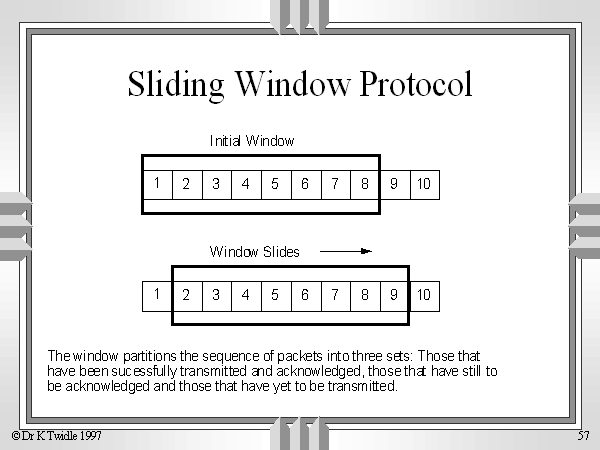 Sliding Window Protocol
Initial Window
1 2 3 4 5 6 7 8 9 10
Window Slides
1 2 3 4 5 6 7 8 9 10
The window partitions the sequence of packets into three sets: Those that
have been sucessfully transmitted and acknowledged, those that have still to
be acknowledged and those that have yet to be transmitted.
© Dr K Twidle 1997
57